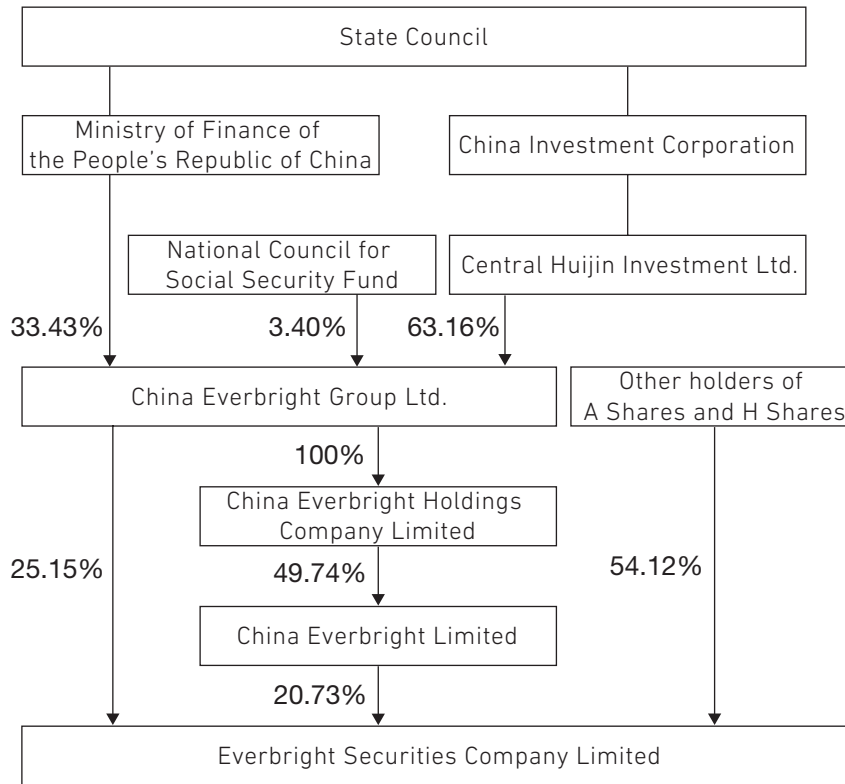 State Council
Ministry of Finance of
the People’s Republic of China
China Investment Corporation
National Council for
Social Security Fund
Central Huijin Investment Ltd.
33.43%
3.40%
63.16%
China Everbright Group Ltd.
Other holders of
A Shares and H Shares
100%
China Everbright Holdings
Company Limited
25.15%
49.74%
54.12%
China Everbright Limited
20.73%
Everbright Securities Company Limited